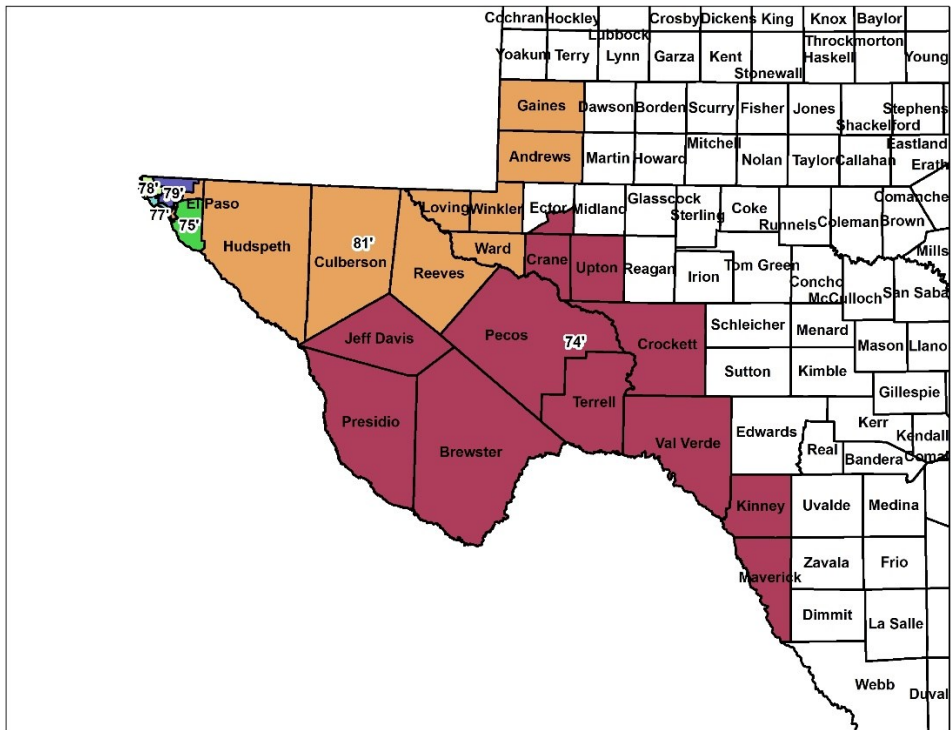 Cochran Hockley Crosby Dickens King Knox Baylor
Lubbock
Yoakum Terry Lynn Garza Kent Stonewall Haskell Throckmorton Young
Gaines Dawson Borden Scurry Fisher Jones Shackelford Stephens
Andrews Martin Howard Mitchell Nolan Taylor Callahan Eastland
Erath
78' 79' El Paso Loving Winkler Ector Midland Glasscock Sterling Coke Runnels Coleman Brown Comanche
77' 75' Hudspeth 81' Culberson Reeves Ward Crane Upton Reagan Irion Tom Green Concho McCulloch San Saba Mills
Jeff Davis Pecos 74' Crockett Schleicher Menard Mason Llano
Sutton Kimble Gillespie
Presidio Brewster Terrell Val Verde Edwards Real Kerr Bandera Kendall Comal
Kinney Uvalde Medina
Maverick Zavala Frio
Dimmit La Salle
Webb Duval